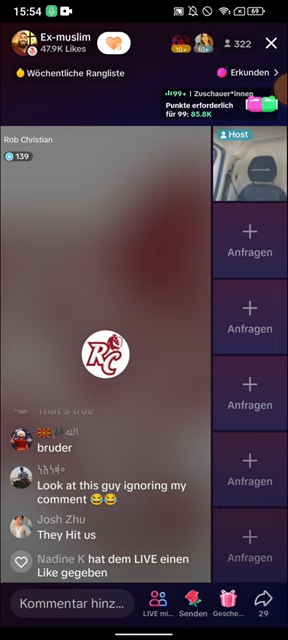 15:54
69
Ex-muslim
47.9K Likes
10+
10+
322
Wöchentliche Rangliste
Erkunden
99+ | Zuschauer*innen
Punkte erforderlich
für 99: 85.8K
Rob Christian
139
Host
Anfragen
Anfragen
Anfragen
Anfragen
Anfragen
RC
That's true
bruder
Look at this guy ignoring my
comment 😂😂
Josh Zhu
They Hit us
Nadine K hat dem LIVE einen
Like gegeben
Kommentar hinz...
LIVE mi...
Senden
Gesche...
29